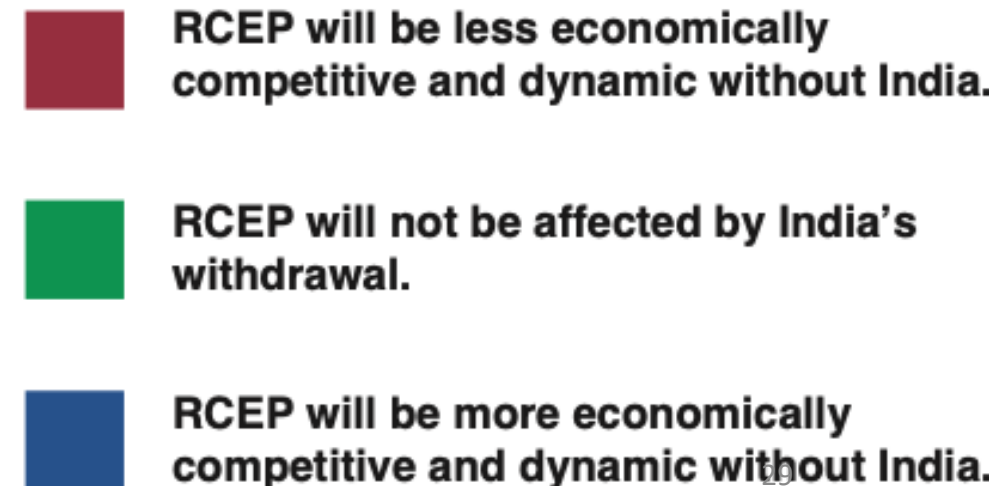 RCEP will be less economically
competitive and dynamic without India.
RCEP will not be affected by India’s
withdrawal.
RCEP will be more economically
competitive and dynamic without India.
29